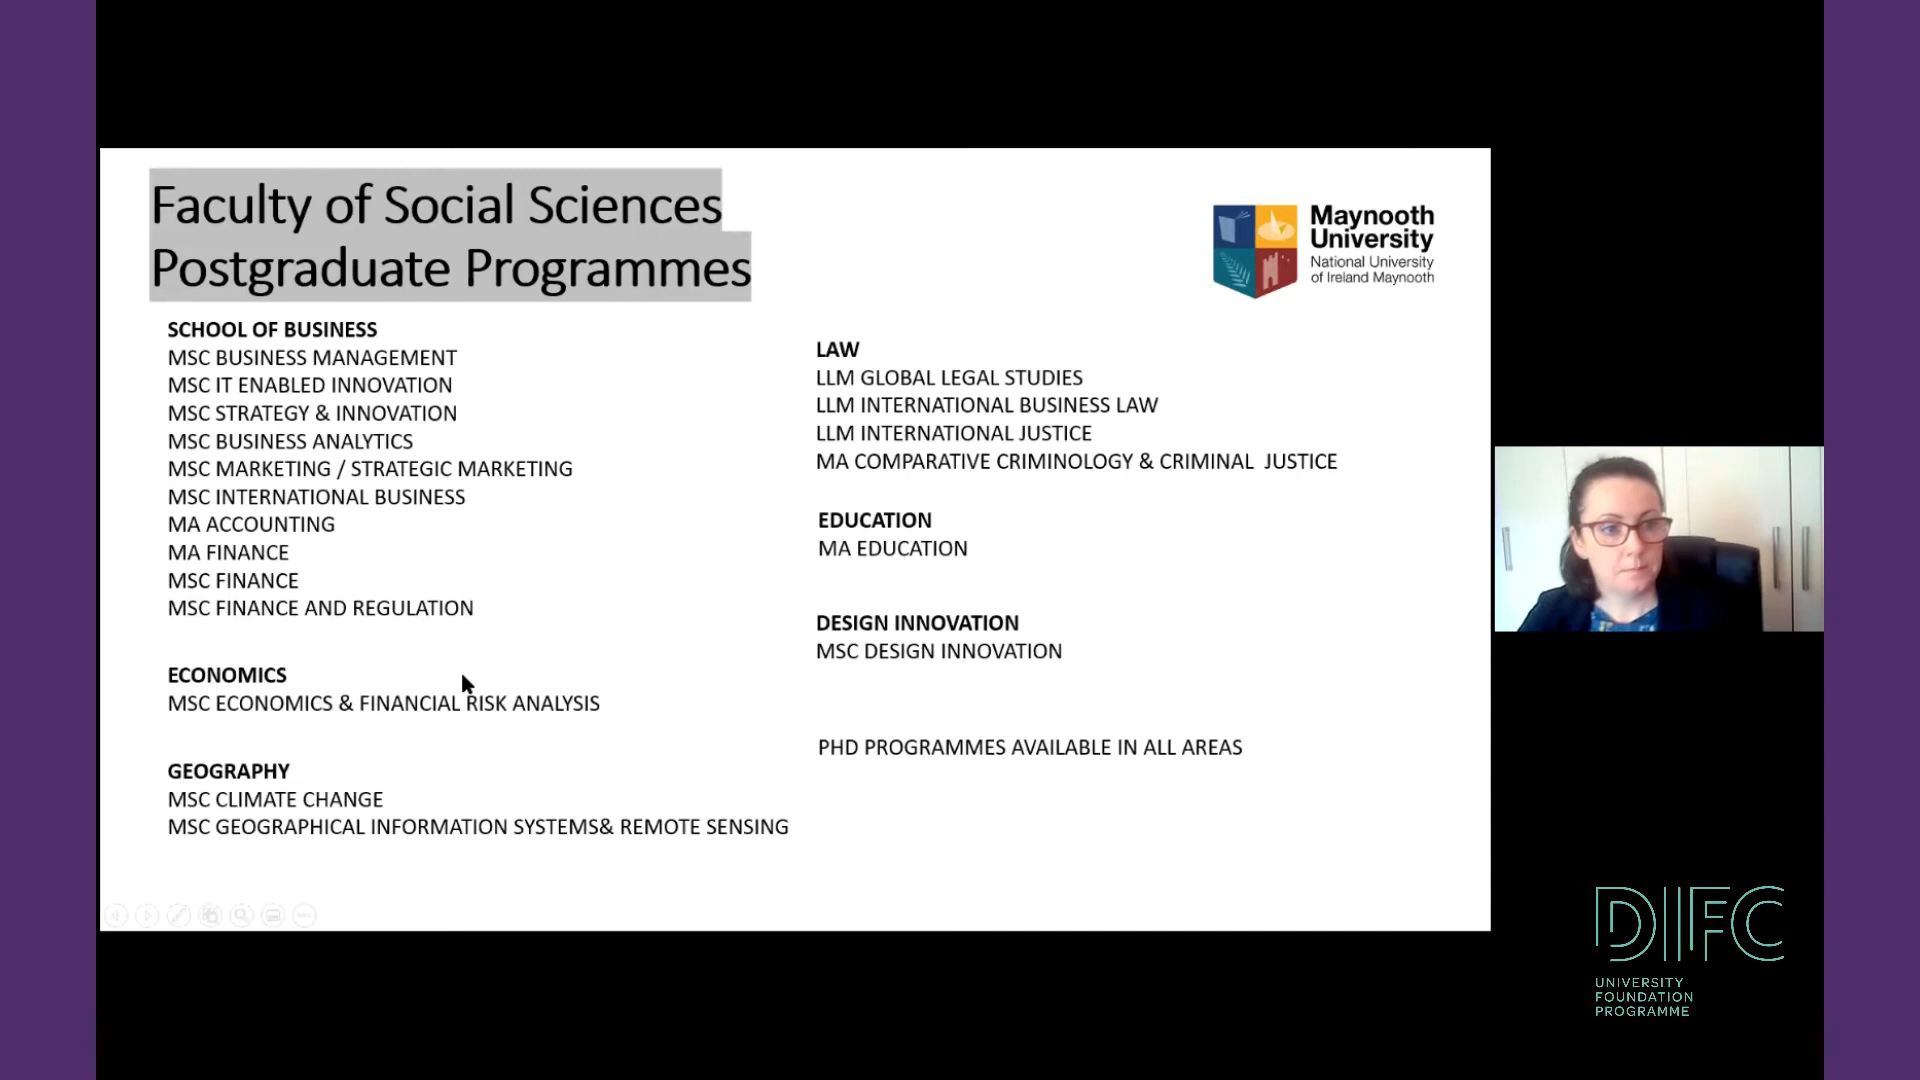 Faculty of Social Sciences
Postgraduate Programmes
Maynooth
University
National University
of Ireland Maynooth
SCHOOL OF BUSINESS
MSC BUSINESS MANAGEMENT
MSC IT ENABLED INNOVATION
MSC STRATEGY & INNOVATION
MSC BUSINESS ANALYTICS
MSC MARKETING / STRATEGIC MARKETING
MSC INTERNATIONAL BUSINESS
MA ACCOUNTING
MA FINANCE
MSC FINANCE
MSC FINANCE AND REGULATION
ECONOMICS
MSC ECONOMICS & FINANCIAL RISK ANALYSIS
GEOGRAPHY
MSC CLIMATE CHANGE
MSC GEOGRAPHICAL INFORMATION SYSTEMS& REMOTE SENSING
LAW
LLM GLOBAL LEGAL STUDIES
LLM INTERNATIONAL BUSINESS LAW
LLM INTERNATIONAL JUSTICE
MA COMPARATIVE CRIMINOLOGY & CRIMINAL  JUSTICE
EDUCATION
MA EDUCATION
DESIGN INNOVATION
MSC DESIGN INNOVATION
PHD PROGRAMMES AVAILABLE IN ALL AREAS
DIFC
UNIVERSITY
FOUNDATION
PROGRAMME